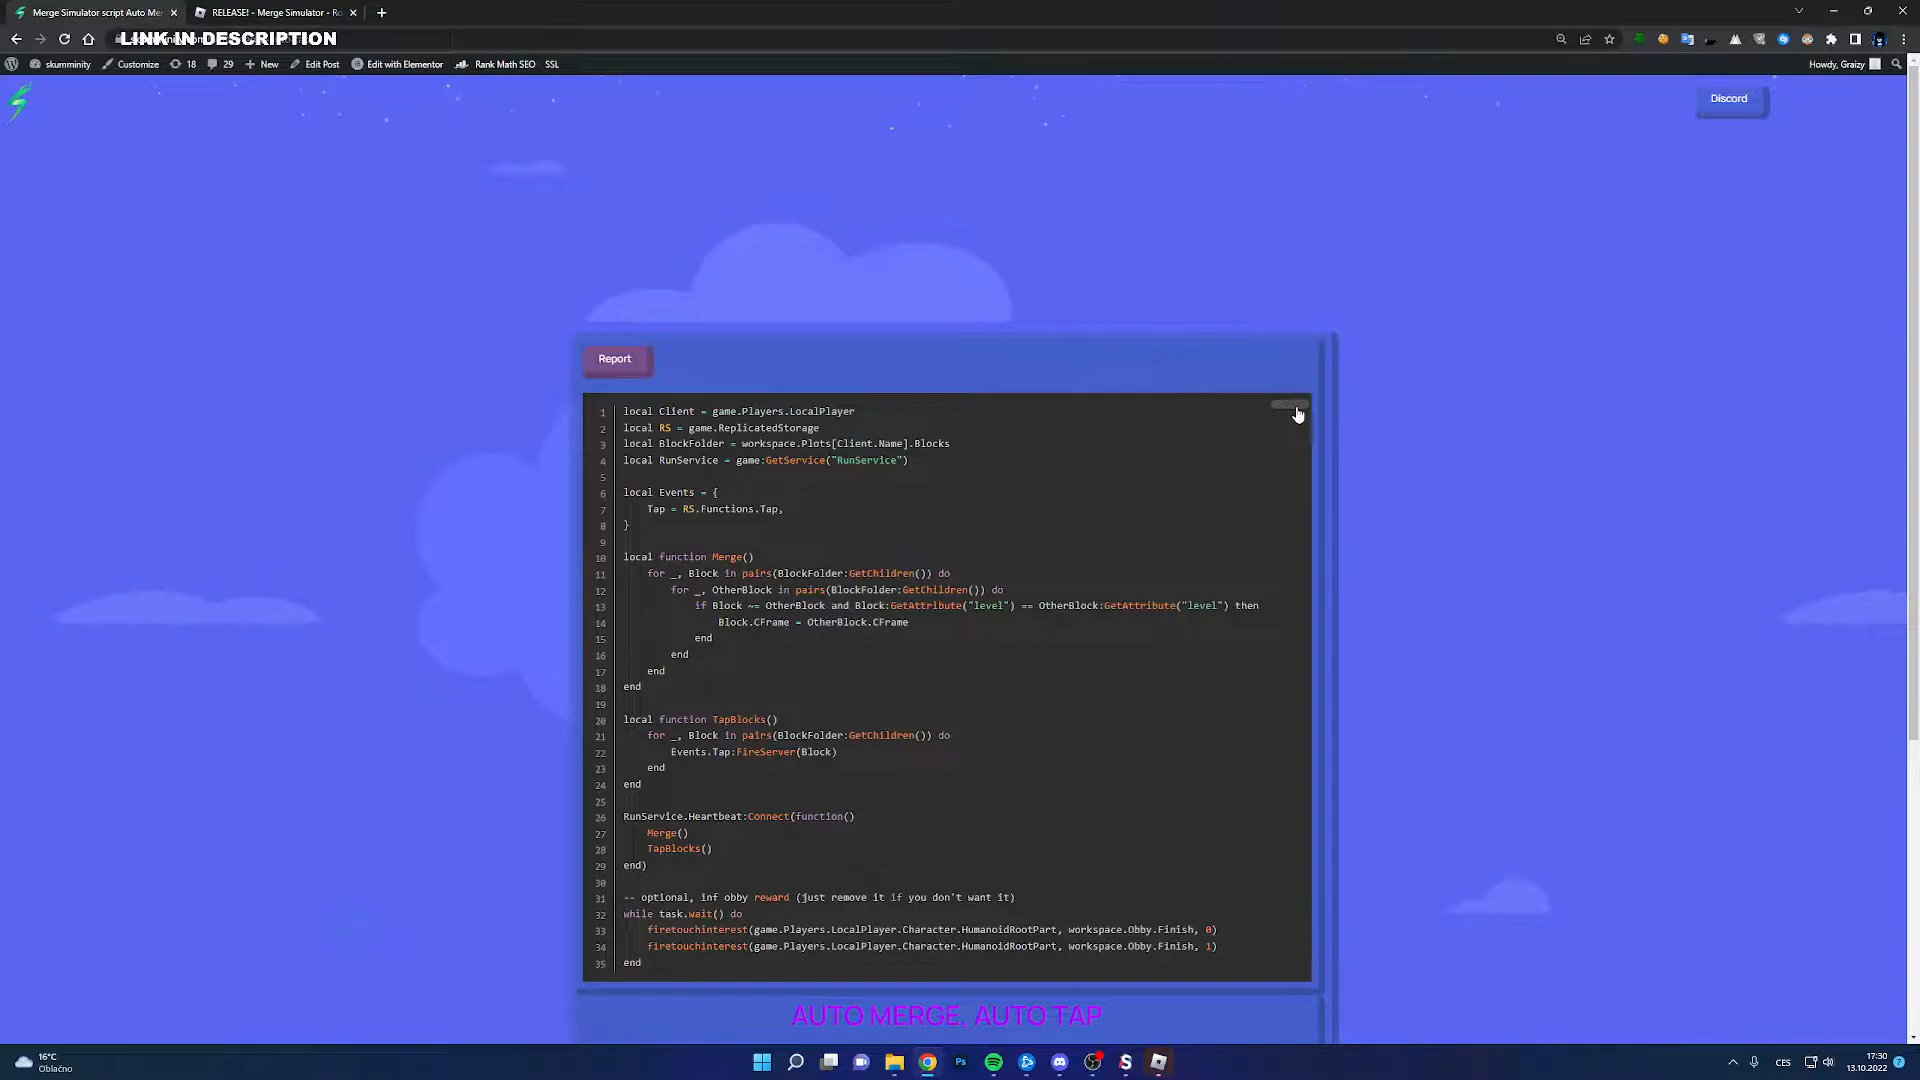 Merge Simulator script Auto Mer
RELEASE! - Merge Simulator - Ro
LINK IN DESCRIPTION
skumminity
Customize
18
29
New
Edit Post
Edit with Elementor
Rank Math SEO
SSL
Howdy, Graizy
Discord
Report
1 local Client = game.Players.LocalPlayer
2 local RS = game.ReplicatedStorage
3 local BlockFolder = workspace.Plots[Client.Name].Blocks
4 local RunService = game:GetService("RunService")
5
6 local Events = {
7 Tap = RS.Functions.Tap,
8 }
9
10 local function Merge()
11 for _, Block in pairs(BlockFolder:GetChildren()) do
12 for _, OtherBlock in pairs(BlockFolder:GetChildren()) do
13 if Block ~= OtherBlock and Block:GetAttribute("level") == OtherBlock:GetAttribute("level") then
14 Block.CFrame = OtherBlock.CFrame
15 end
16 end
17 end
18 end
19
20 local function TapBlocks()
21 for _, Block in pairs(BlockFolder:GetChildren()) do
22 Events.Tap:FireServer(Block)
23 end
24 end
25
26 RunService.Heartbeat:Connect(function()
27 Merge()
28 TapBlocks()
29 end)
30
31 -- optional, inf obby reward (just remove it if you don't want it)
32 while task.wait() do
33 firetouchinterest(game.Players.LocalPlayer.Character.HumanoidRootPart, workspace.Obby.Finish, 0)
34 firetouchinterest(game.Players.LocalPlayer.Character.HumanoidRootPart, workspace.Obby.Finish, 1)
35 end
AUTO MERGE, AUTO TAP
16°C
Oblačno
Ps
CES
17:30
13.10.2022
7